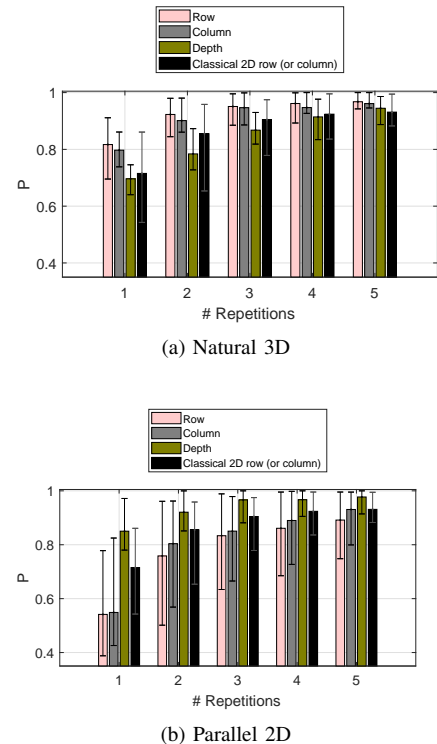 Row
Column
Depth
Classical 2D row (or column)
1
0.8
0.6
0.4
P
1 2 3 4 5
# Repetitions
(a) Natural 3D
Row
Column
Depth
Classical 2D row (or column)
1
0.8
0.6
0.4
P
1 2 3 4 5
# Repetitions
(b) Parallel 2D